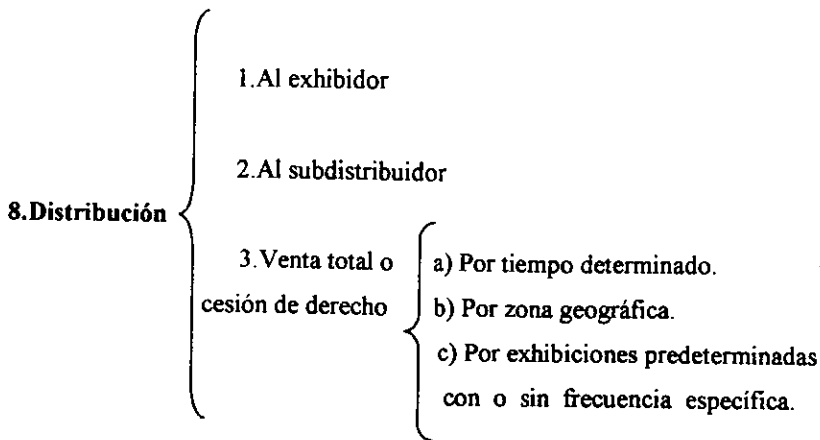 1.Al exhibidor
2.Al subdistribuidor
8.Distribución
3.Venta total o
cesión de derecho
a) Por tiempo determinado.
b) Por zona geográfica.
c) Por exhibiciones predeterminadas
con o sin frecuencia específica.